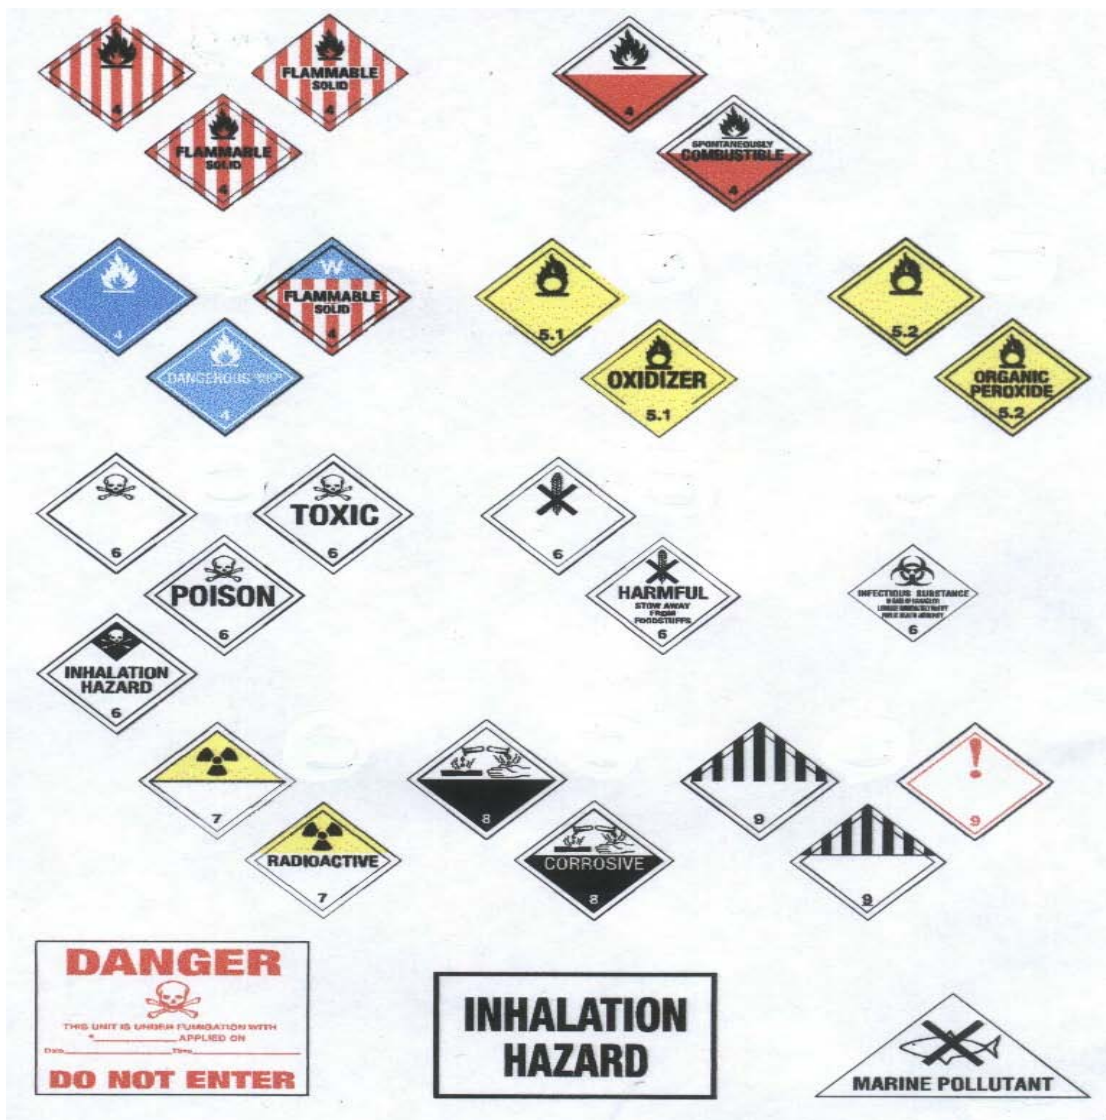 4
FLAMMABLE
SOLID
4
FLAMMABLE
SOLID
4
4
SPONTANEOUSLY
COMBUSTIBLE
4
4
W
FLAMMABLE
SOLID
4
DANGEROUS
4
5.1
OXIDIZER
5.1
5.2
ORGANIC
PEROXIDE
5.2
6
TOXIC
6
POISON
6
INHALATION
HAZARD
6
6
HARMFUL
STOW AWAY
FROM
FOODSTUFFS
6
INFECTIOUS SUBSTANCE
6
7
RADIOACTIVE
7
8
CORROSIVE
8
9
9
9
DANGER
THIS UNIT IS UNDER FUMIGATION WITH
*____________ APPLIED ON
Date____________Time____________
DO NOT ENTER
INHALATION
HAZARD
MARINE POLLUTANT